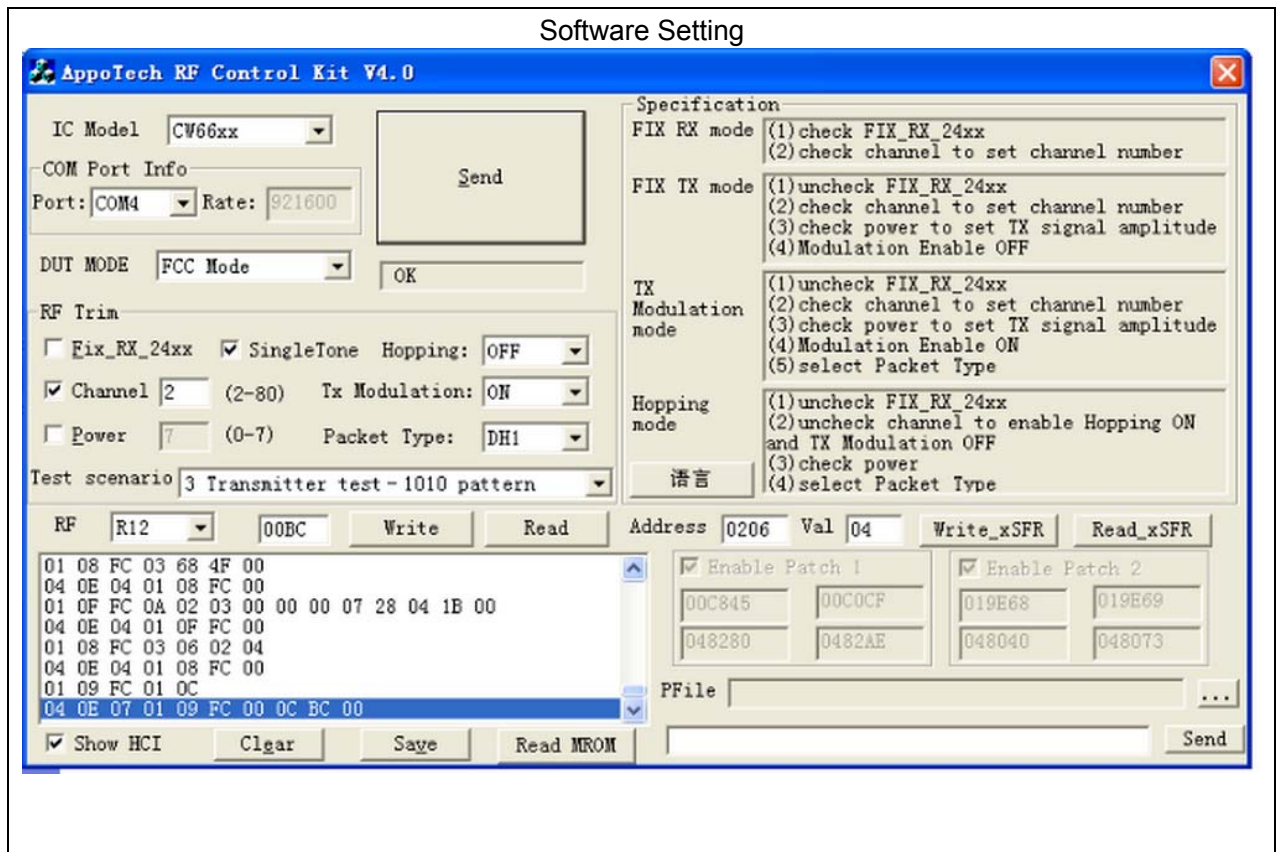 Software Setting
AppoTech RF Control Kit V4.0
IC Model CW66xx
COM Port Info
Port: COM4 Rate: 921600
Send
DUT MODE FCC Mode
OK
RF Trim
Fix_RX_24xx SingleTone Hopping: OFF
Channel 2 (2-80) Tx Modulation: ON
Power 7 (0-7) Packet Type: DH1
Test scenario 3 Transmitter test-1010 pattern
Specification
FIX RX mode (1)check FIX_RX_24xx
(2)check channel to set channel number
FIX TX mode (1)uncheck FIX_RX_24xx
(2)check channel to set channel number
(3)check power to set TX signal amplitude
(4)Modulation Enable OFF
TX Modulation mode (1)uncheck FIX_RX_24xx
(2)check channel to set channel number
(3)check power to set TX signal amplitude
(4)Modulation Enable ON
(5)select Packet Type
Hopping mode (1)uncheck FIX_RX_24xx
(2)uncheck channel to enable Hopping ON
and TX Modulation OFF
(3)check power
(4)select Packet Type
语言
RF R12 00BC Write Read
Address 0206 Val 04 Write_xSFR Read_xSFR
01 08 FC 03 68 4F 00
04 0E 04 01 08 FC 00
01 0F FC 0A 02 03 00 00 00 07 28 04 1B 00
04 0E 04 01 0F FC 00
01 08 FC 03 06 02 04
04 0E 04 01 08 FC 00
01 09 FC 01 0C
04 0E 07 01 09 FC 00 0C BC 00
Enable Patch 1 Enable Patch 2
00C845 00C0CF 019E68 019E69
048280 0482AE 048040 048073
PFile ...
Show HCI Clear Save Read MROM
Send